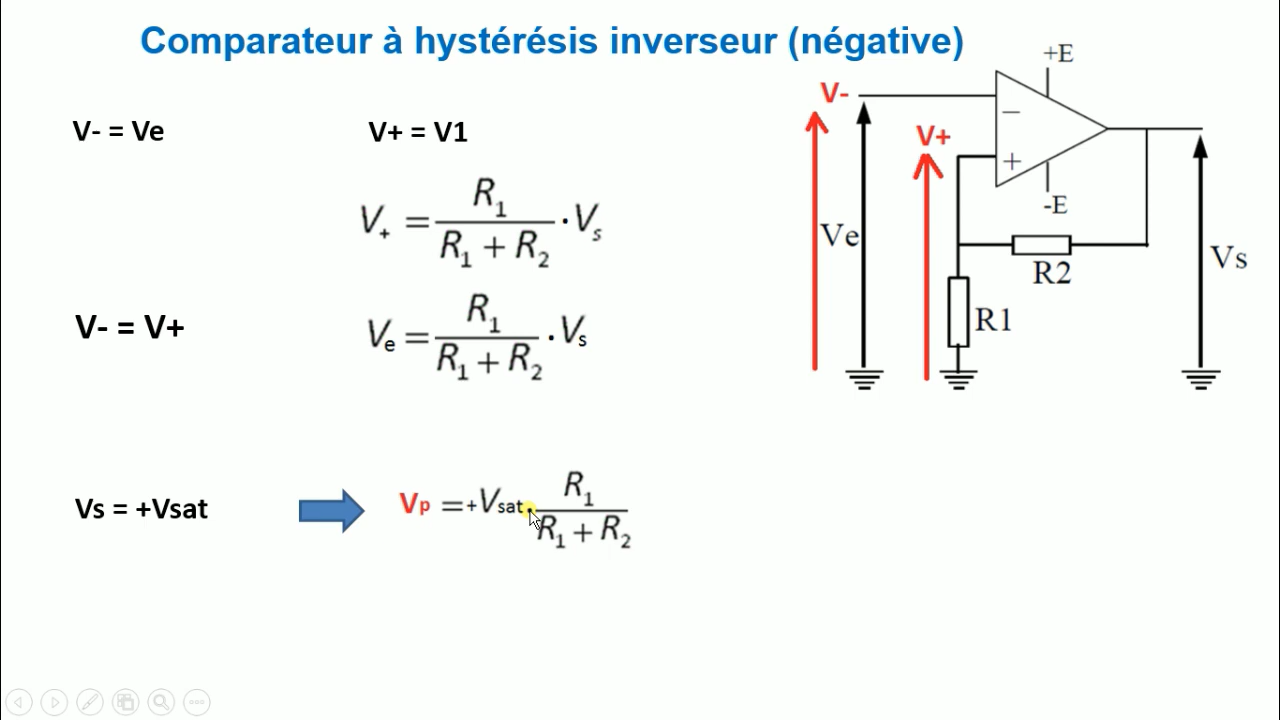 Comparateur à hystérésis inverseur (négative)
V- = Ve
V+ = V1
V₊ = R₁ / (R₁ + R₂) · Vₛ
V- = V+
Vₑ = R₁ / (R₁ + R₂) · Vₛ
Vs = +Vsat
Vp = +Vsat · R₁ / (R₁ + R₂)
+E
V-
−
V+
+
-E
Ve
R2
Vs
R1